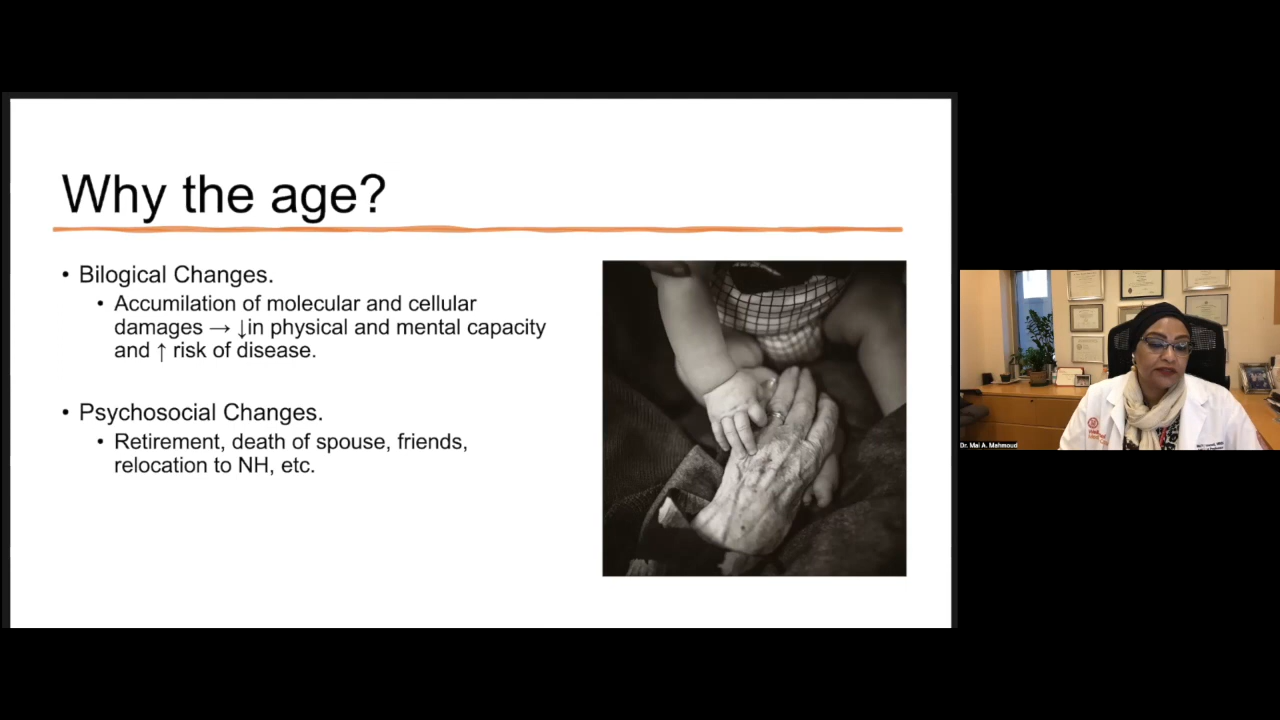 Why the age?
• Bilogical Changes.
• Accumilation of molecular and cellular
damages → ↓in physical and mental capacity
and ↑ risk of disease.
• Psychosocial Changes.
• Retirement, death of spouse, friends,
relocation to NH, etc.
Dr. Mai A. Mahmoud